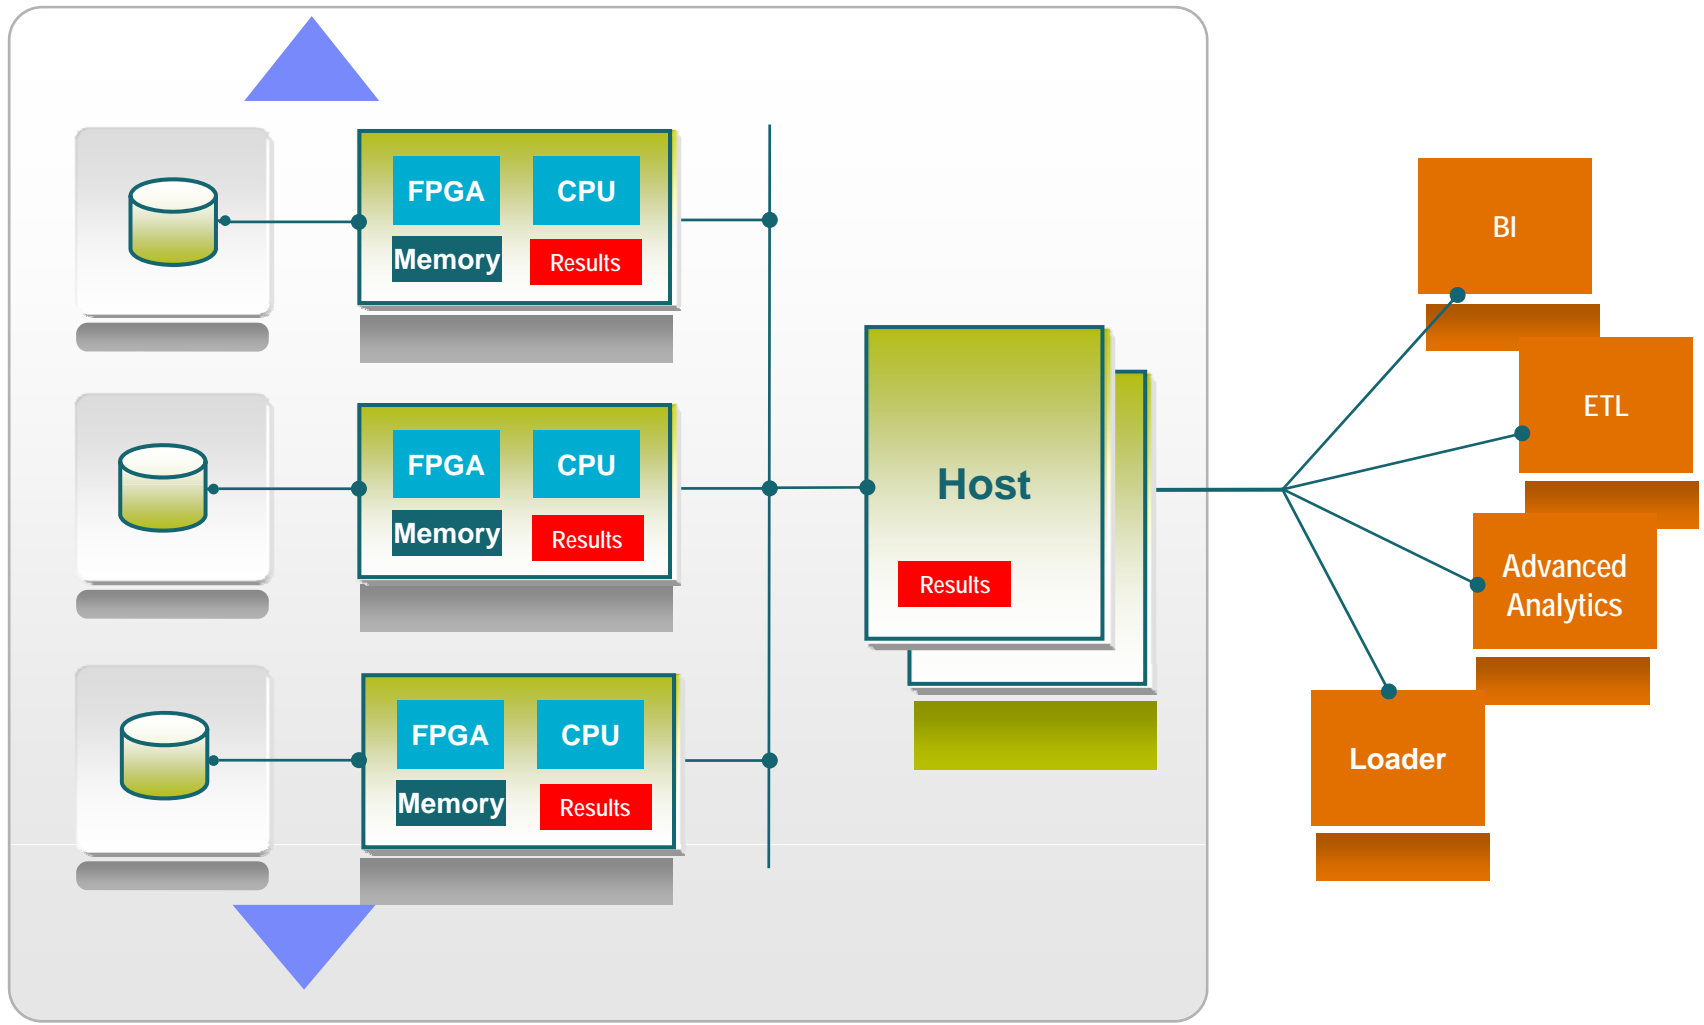 FPGA
CPU
Memory
Results
FPGA
CPU
Memory
Results
FPGA
CPU
Memory
Results
Host
Results
BI
ETL
Advanced
Analytics
Loader